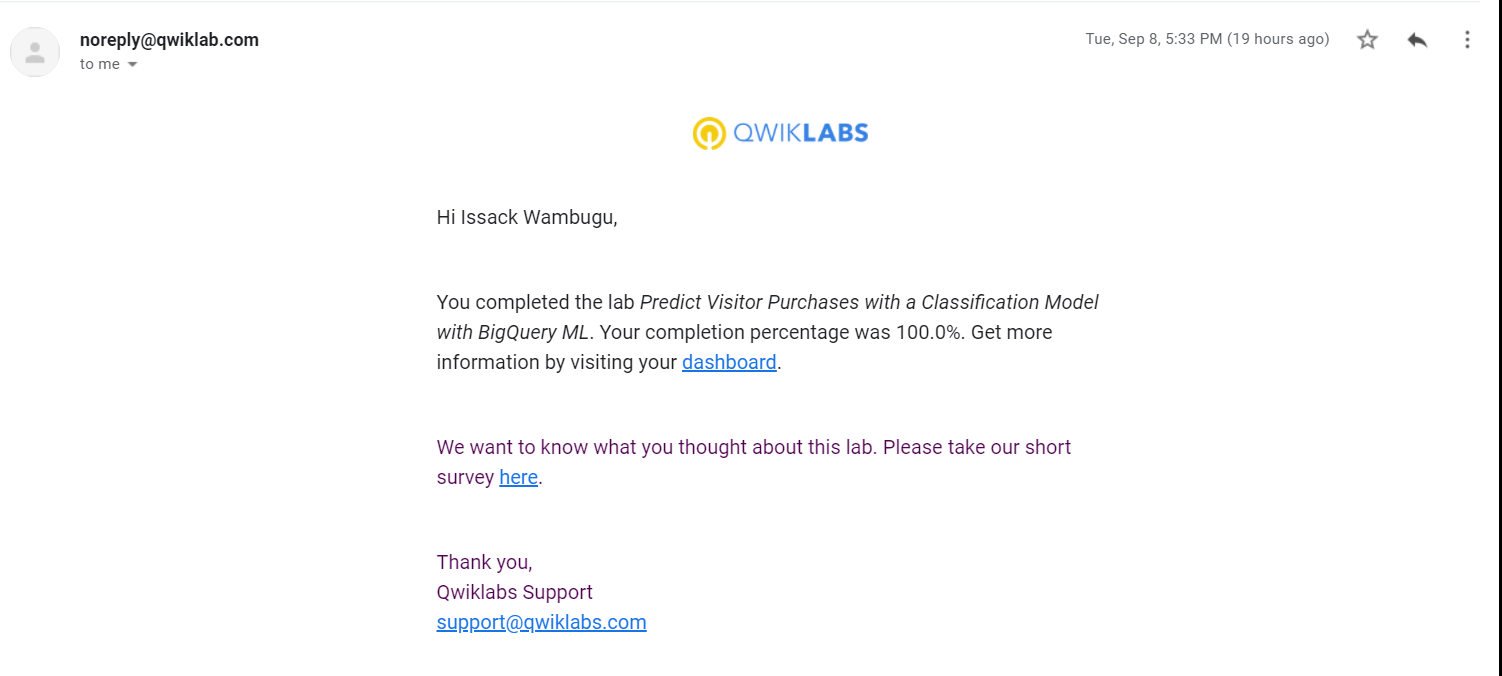 noreply@qwiklab.com
Tue, Sep 8, 5:33 PM (19 hours ago)
to me
QWIKLABS
Hi Issack Wambugu,
You completed the lab Predict Visitor Purchases with a Classification Model
with BigQuery ML. Your completion percentage was 100.0%. Get more
information by visiting your dashboard.
We want to know what you thought about this lab. Please take our short
survey here.
Thank you,
Qwiklabs Support
support@qwiklabs.com